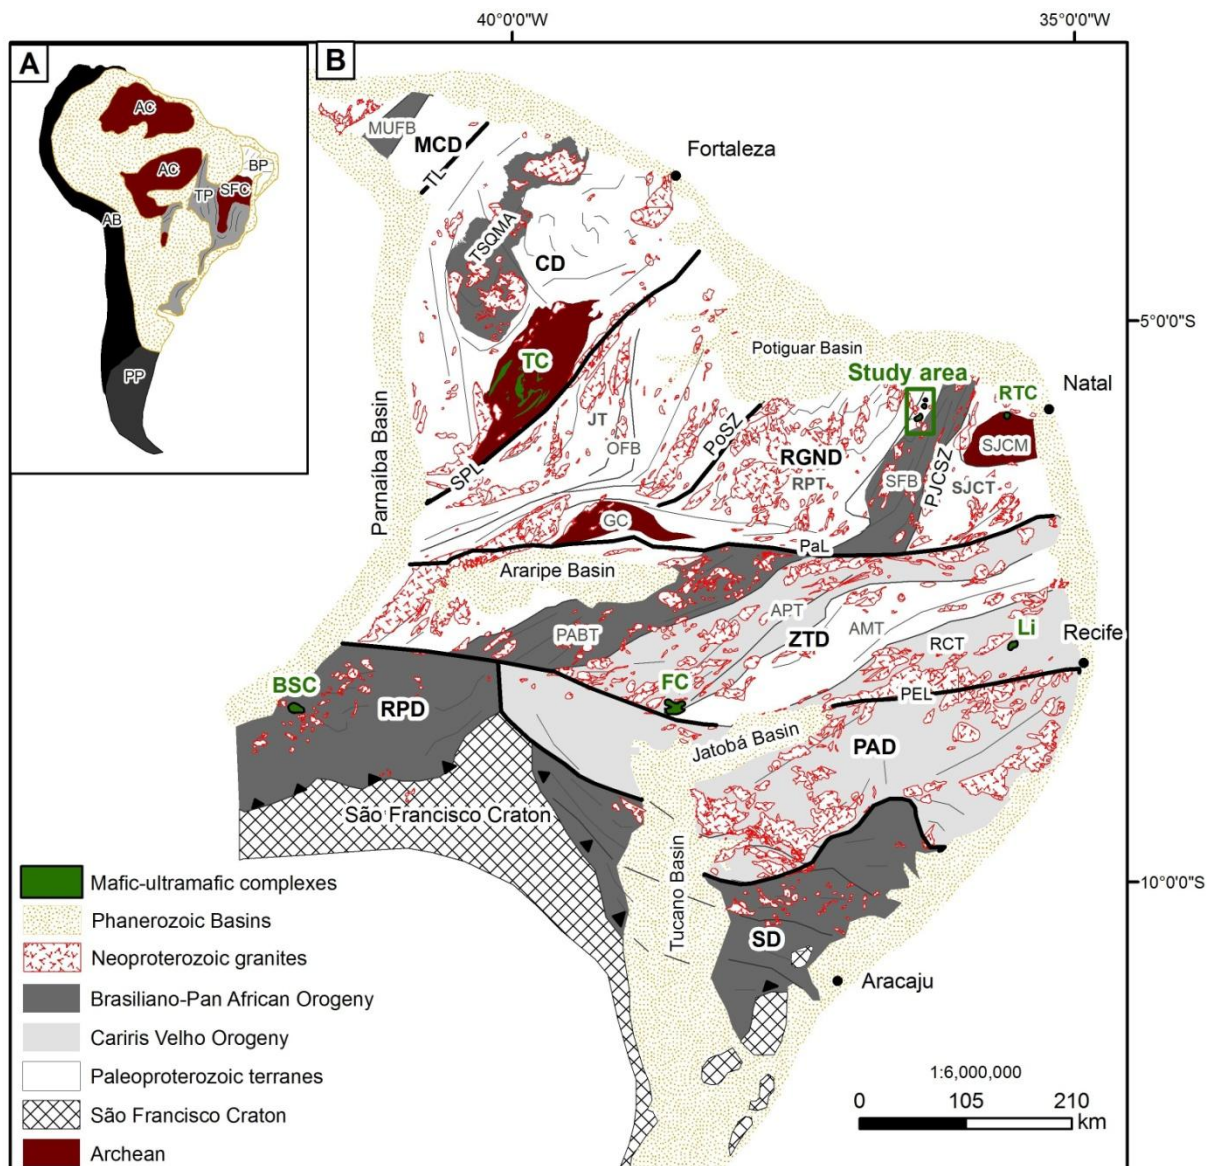 40°0'0"W
35°0'0"W
A
B
AC
AC
BP
TP
SFC
AB
PP
MUFB
MCD
TL
Fortaleza
TSQMA
CD
5°0'0"S
Potiguar Basin
Study area
Natal
RTC
TC
Parnaíba Basin
JT
OFB
PoSZ
RGND
RPT
SPL
SFB
PJCSZ
SJCM
SJCT
GC
PaL
Araripe Basin
APT
PABT
ZTD
AMT
Li
RCT
Recife
BSC
RPD
FC
PEL
Jatobá Basin
PAD
São Francisco Craton
Tucano Basin
10°0'0"S
SD
Aracaju
Mafic-ultramafic complexes
Phanerozoic Basins
Neoproterozoic granites
Brasiliano-Pan African Orogeny
Cariris Velho Orogeny
Paleoproterozoic terranes
São Francisco Craton
Archean
1:6,000,000
0 105 210
km